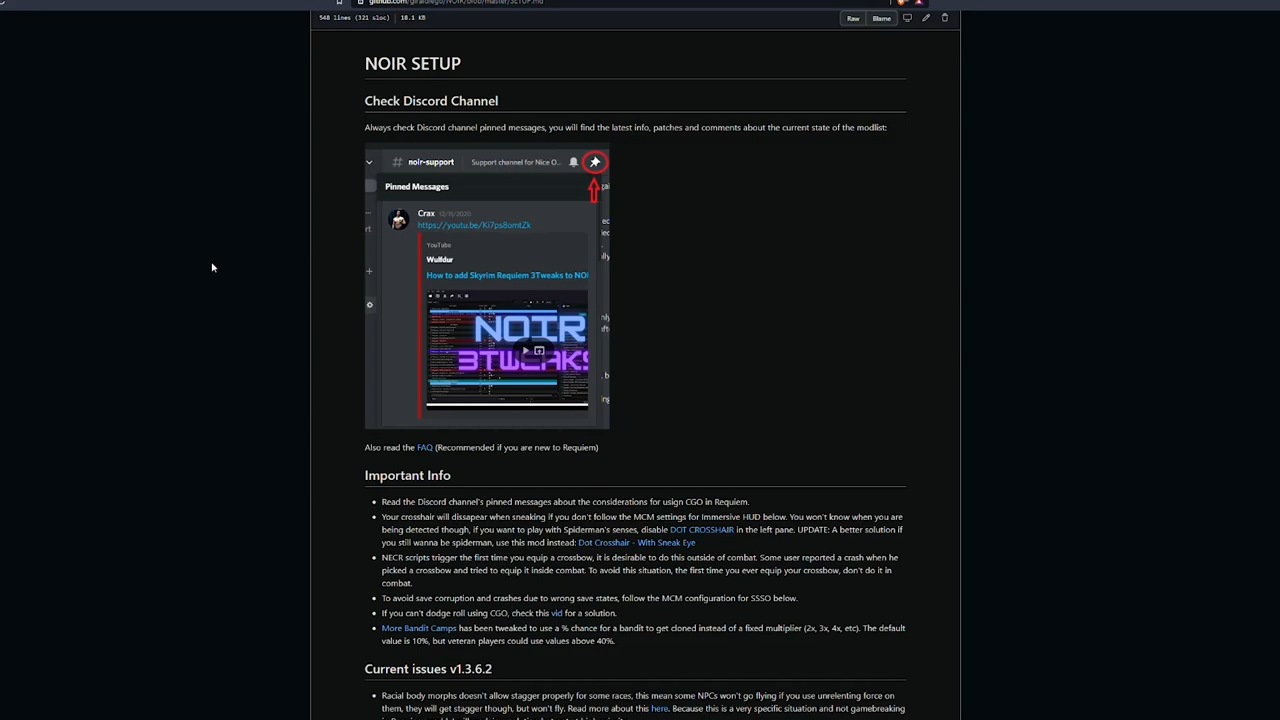 github.com/giraldiego/NOIR/blob/master/SETUP.md
548 lines (321 sloc) 18.1 KB
Raw Blame
NOIR SETUP
Check Discord Channel
Always check Discord channel pinned messages, you will find the latest info, patches and comments about the current state of the modlist:
# noir-support Support channel for Nice O...
Pinned Messages
Crax 12/15/2020
https://youtu.be/Ki7ps8omtZk
YouTube
Wulfdur
How to add Skyrim Requiem 3Tweaks to NOI
NOIR
3TWEAKS
Also read the FAQ (Recommended if you are new to Requiem)
Important Info
Read the Discord channel's pinned messages about the considerations for usign CGO in Requiem.
Your crosshair will dissapear when sneaking if you don't follow the MCM settings for Immersive HUD below. You won't know when you are
being detected though, if you want to play with Spiderman's senses, disable DOT CROSSHAIR in the left pane. UPDATE: A better solution if
you still wanna be spiderman, use this mod instead: Dot Crosshair - With Sneak Eye
NECR scripts trigger the first time you equip a crossbow, it is desirable to do this outside of combat. Some user reported a crash when he
picked a crossbow and tried to equip it inside combat. To avoid this situation, the first time you ever equip your crossbow, don't do it in
combat.
To avoid save corruption and crashes due to wrong save states, follow the MCM configuration for SSSO below.
If you can't dodge roll using CGO, check this vid for a solution.
More Bandit Camps has been tweaked to use a % chance for a bandit to get cloned instead of a fixed multiplier (2x, 3x, 4x, etc). The default
value is 10%, but veteran players could use values above 40%.
Current issues v1.3.6.2
Racial body morphs doesn't allow stagger properly for some races, this mean some NPCs won't go flying if you use unrelenting force on
them, they will get stagger though, but won't fly. Read more about this here. Because this is a very specific situation and not gamebreaking